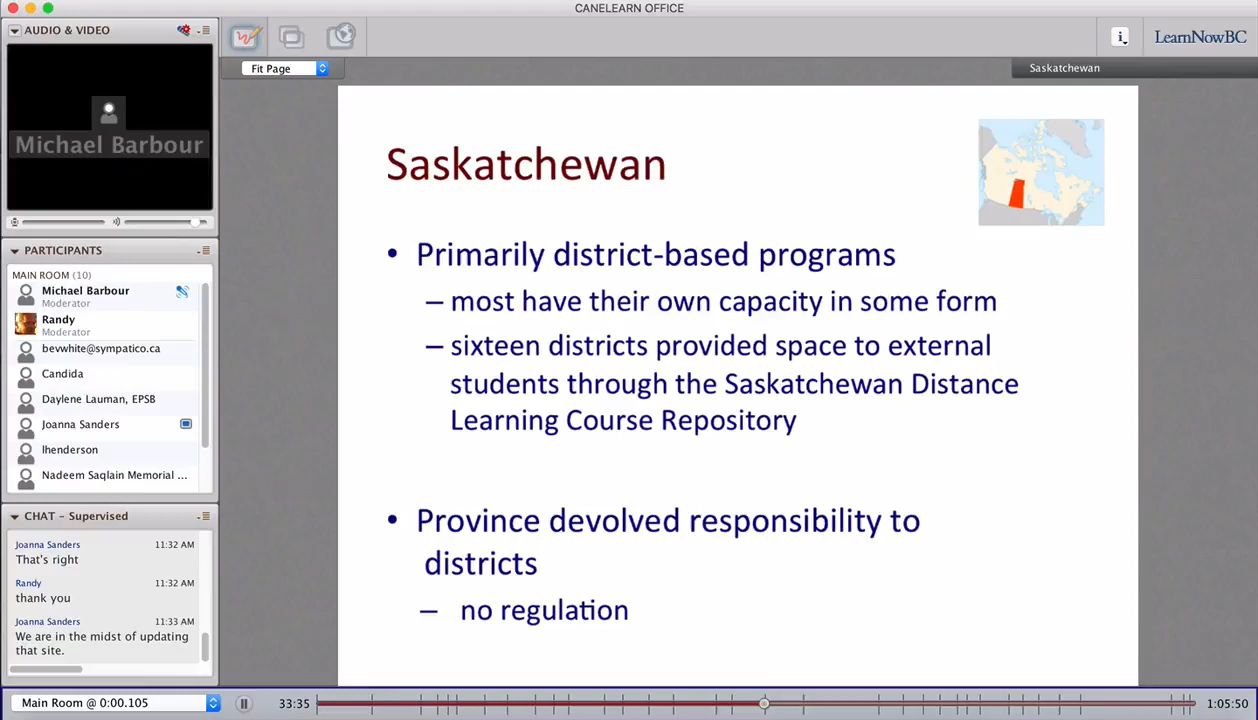 CANELEARN OFFICE
AUDIO & VIDEO
Michael Barbour
PARTICIPANTS
MAIN ROOM (10)
Michael Barbour
Moderator
Randy
Moderator
bevwhite@sympatico.ca
Candida
Daylene Lauman, EPSB
Joanna Sanders
lhenderson
Nadeem Saqlain Memorial ...
CHAT – Supervised
Joanna Sanders 11:32 AM
That's right
Randy 11:32 AM
thank you
Joanna Sanders 11:33 AM
We are in the midst of updating
that site.
Fit Page
i
LearnNowBC
Saskatchewan
Saskatchewan
• Primarily district-based programs
– most have their own capacity in some form
– sixteen districts provided space to external
students through the Saskatchewan Distance
Learning Course Repository
• Province devolved responsibility to
districts
– no regulation
Main Room @ 0:00.105
33:35
1:05:50